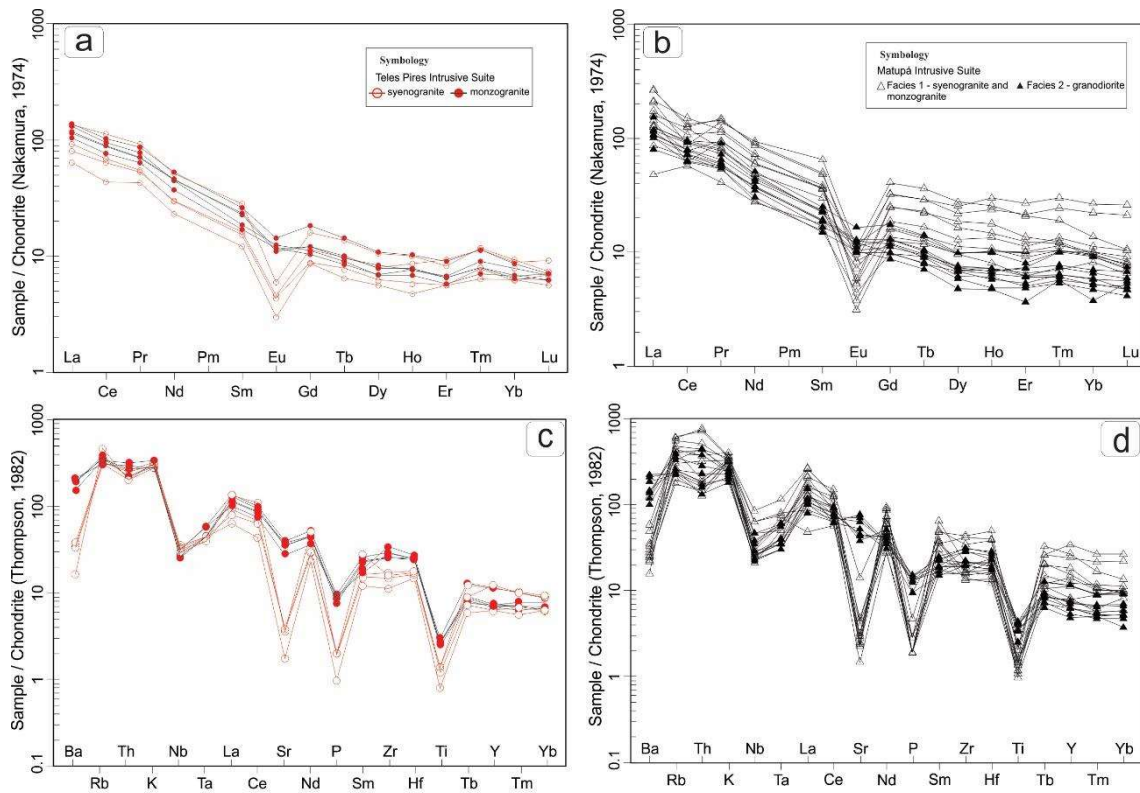 a
Symbology
Teles Pires Intrusive Suite
syenogranite monzogranite
Sample / Chondrite (Nakamura, 1974)
1000
100
10
1
La Pr Pm Eu Tb Ho Tm Lu
Ce Nd Sm Gd Dy Er Yb
b
Symbology
Matupá Intrusive Suite
Facies 1 - syenogranite and monzogranite Facies 2 - granodiorite
Sample / Chondrite (Nakamura, 1974)
1000
100
10
1
La Pr Pm Eu Tb Ho Tm Lu
Ce Nd Sm Gd Dy Er Yb
c
Sample / Chondrite (Thompson, 1982)
1000
100
10
1
0.1
Ba Th Nb La Sr P Zr Ti Y Yb
Rb K Ta Ce Nd Sm Hf Tb Tm
d
Sample / Chondrite (Thompson, 1982)
1000
100
10
1
0.1
Ba Th Nb La Sr P Zr Ti Y Yb
Rb K Ta Ce Nd Sm Hf Tb Tm